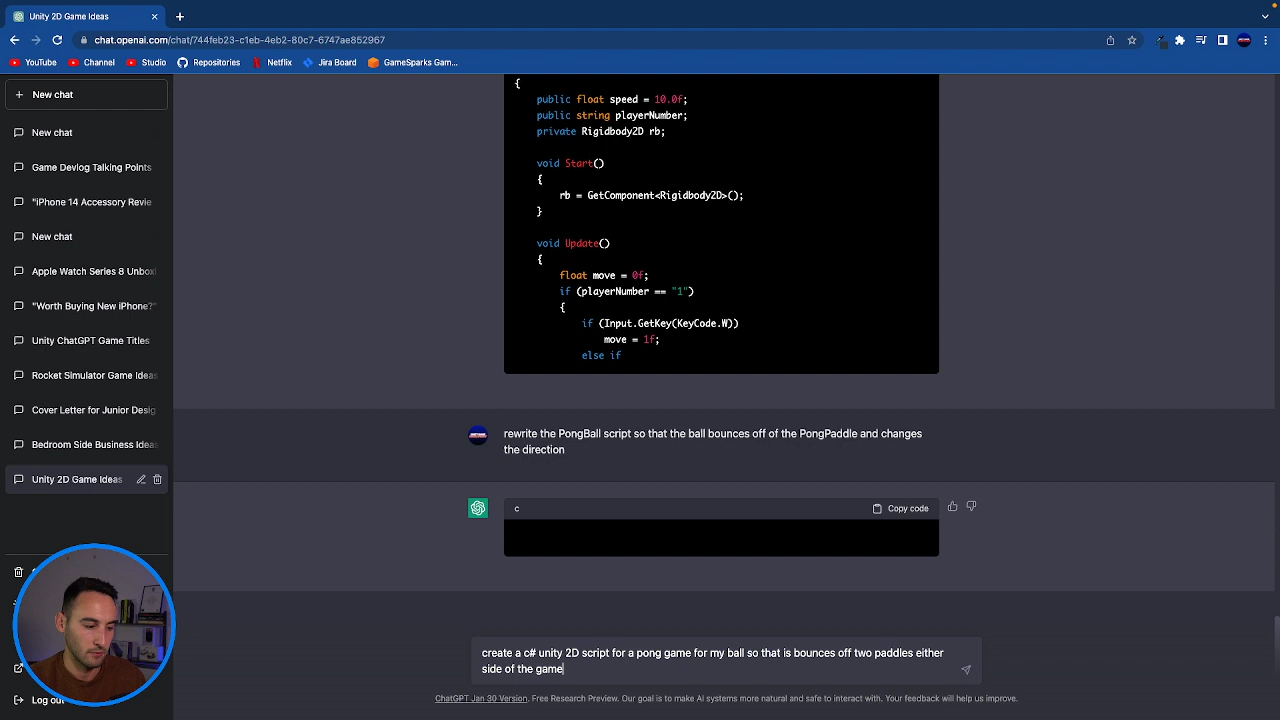 Unity 2D Game Ideas
chat.openai.com/chat/744feb23-c1eb-4eb2-80c7-6747ae852967
YouTube
Channel
Studio
Repositories
Netflix
Jira Board
GameSparks Gam...
New chat
New chat
Game Devlog Talking Points
"iPhone 14 Accessory Revie
New chat
Apple Watch Series 8 Unboxi
"Worth Buying New iPhone?"
Unity ChatGPT Game Titles
Rocket Simulator Game Ideas
Cover Letter for Junior Desig
Bedroom Side Business Ideas
Unity 2D Game Ideas
Log out
{
public float speed = 10.0f;
public string playerNumber;
private Rigidbody2D rb;
void Start()
{
rb = GetComponent<Rigidbody2D>();
}
void Update()
{
float move = 0f;
if (playerNumber == "1")
{
if (Input.GetKey(KeyCode.W))
move = 1f;
else if
rewrite the PongBall script so that the ball bounces off of the PongPaddle and changes
the direction
c
Copy code
create a c# unity 2D script for a pong game for my ball so that is bounces off two paddles either
side of the game
ChatGPT Jan 30 Version. Free Research Preview. Our goal is to make AI systems more natural and safe to interact with. Your feedback will help us improve.